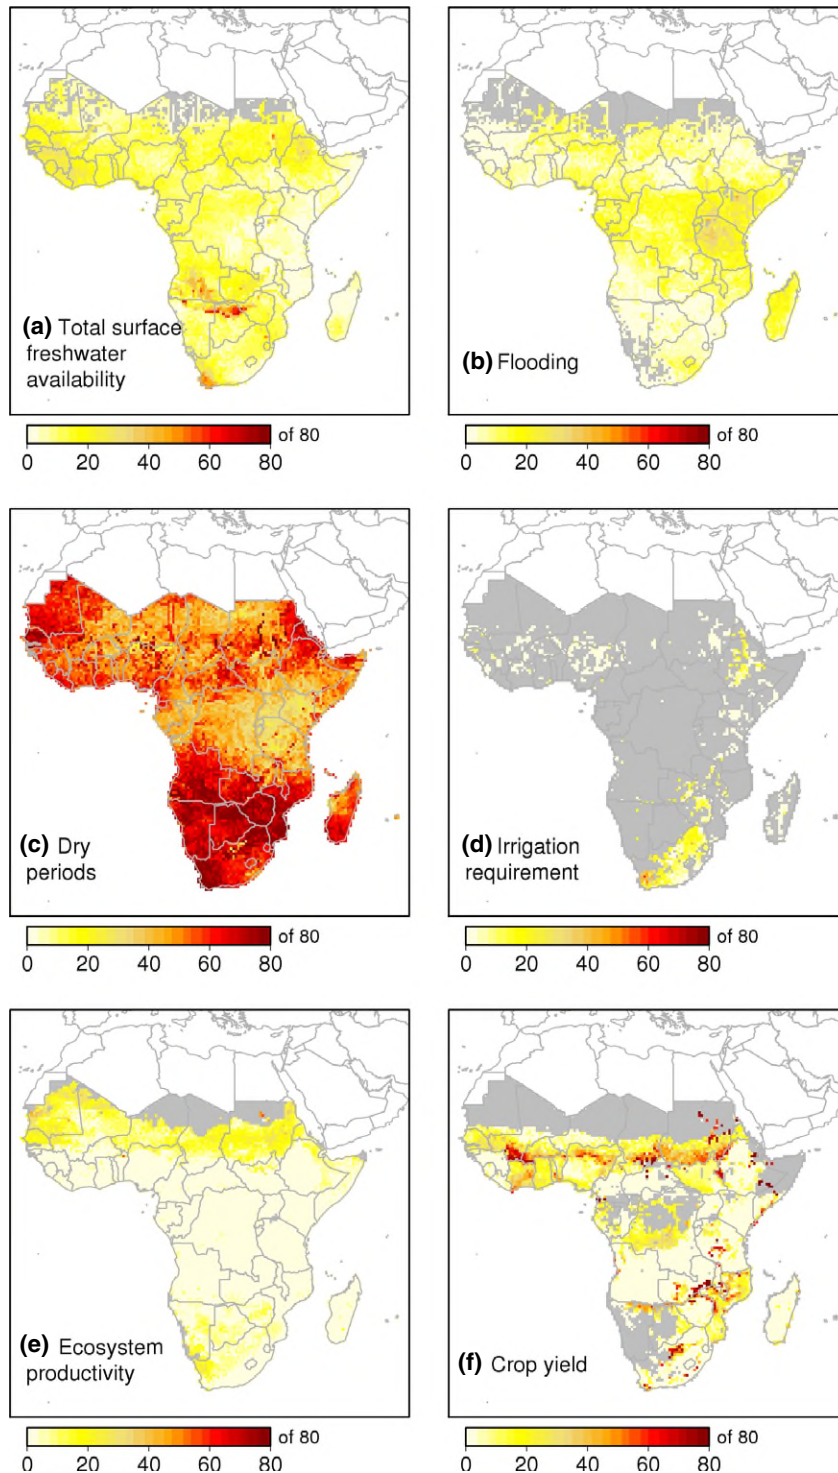 (a) Total surface
freshwater
availability
of 80
0 20 40 60 80
(b) Flooding
of 80
0 20 40 60 80
(c) Dry
periods
of 80
0 20 40 60 80
(d) Irrigation
requirement
of 80
0 20 40 60 80
(e) Ecosystem
productivity
of 80
0 20 40 60 80
(f) Crop yield
of 80
0 20 40 60 80